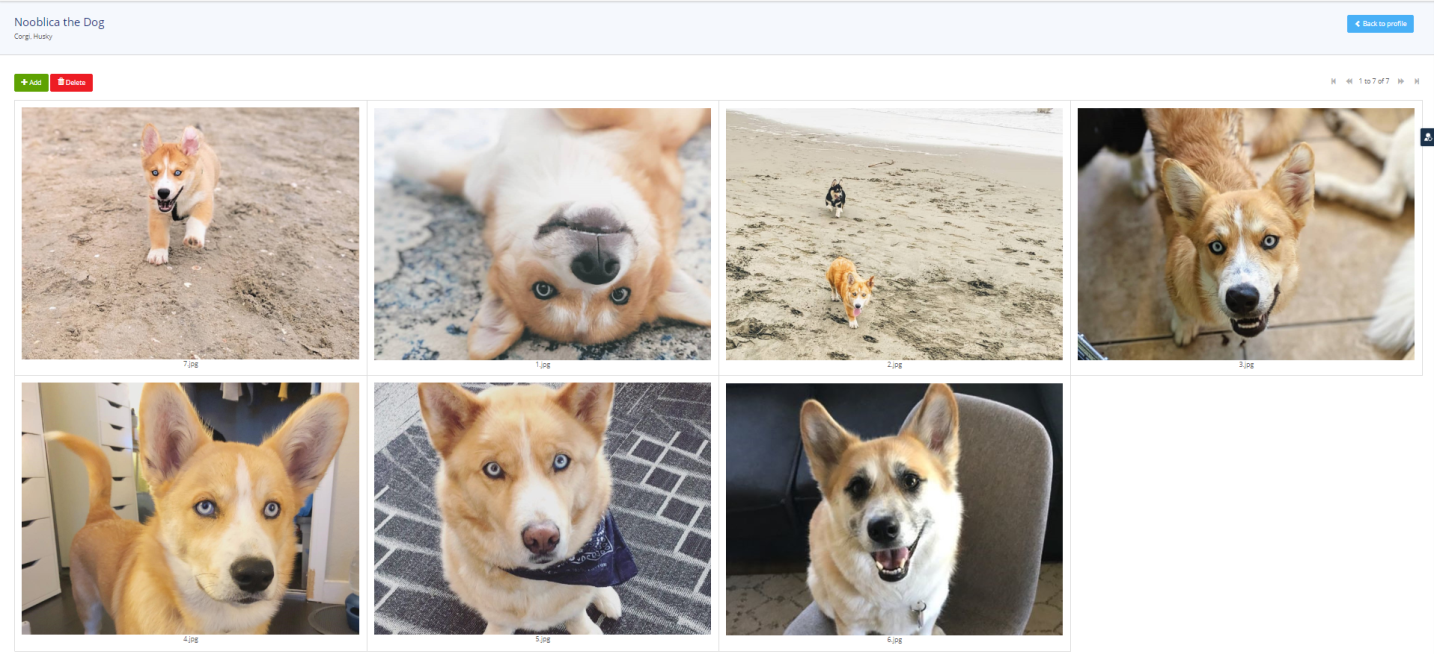 Nooblica the Dog
Corgi, Husky
Back to profile
Add Delete
1 to 7 of 7
7.jpg 1.jpg 2.jpg 3.jpg
4.jpg 5.jpg 6.jpg